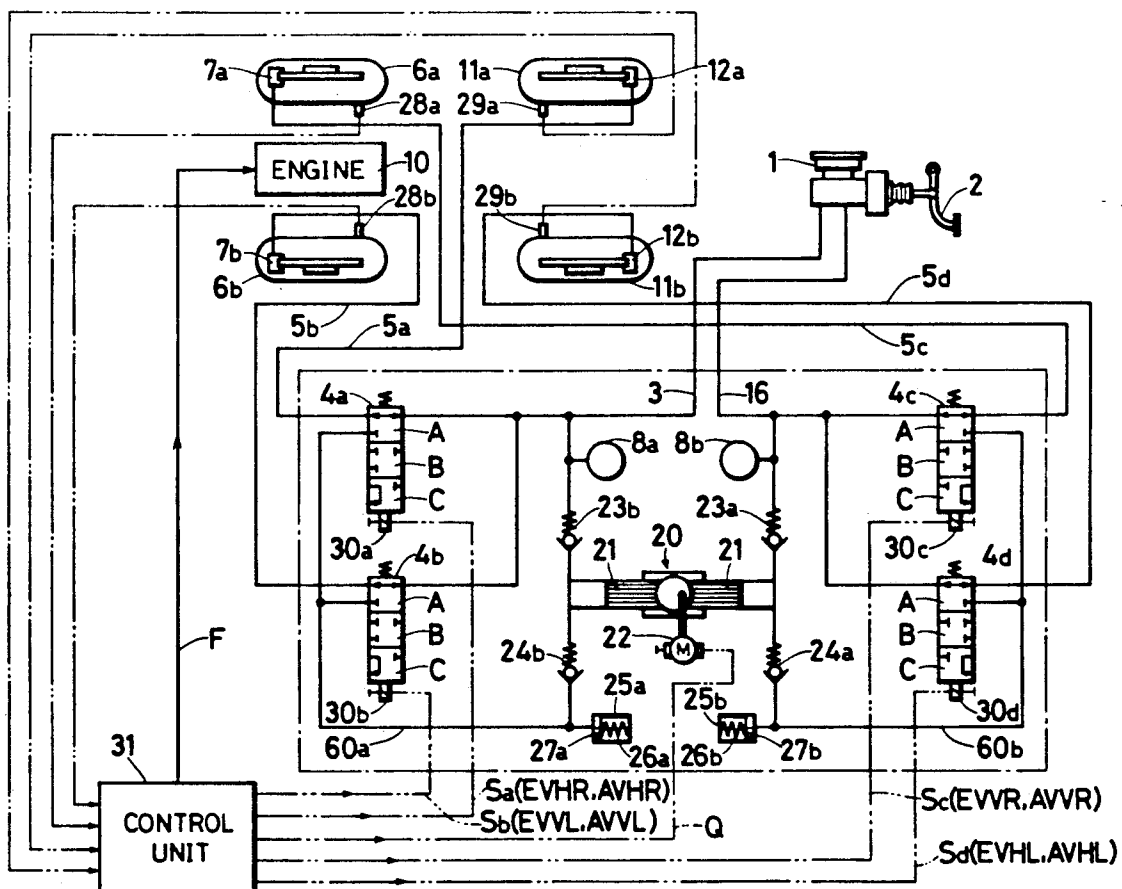 7a
6a
11a
12a
28a
29a
1
ENGINE
10
2
28b
29b
7b
6b
12b
11b
5d
5b
5a
5c
3
16
4a
4c
A
B
C
8a
8b
A
B
C
23b
23a
20
21
21
30a
30c
4b
4d
A
B
C
22
M
A
B
C
F
24b
24a
25a
25b
30b
30d
27a
26a
26b
27b
60a
60b
31
CONTROL
UNIT
Sa(EVHR.AVHR)
Sb(EVVL.AVVL)
Q
Sc(EVVR.AVVR)
Sd(EVHL.AVHL)